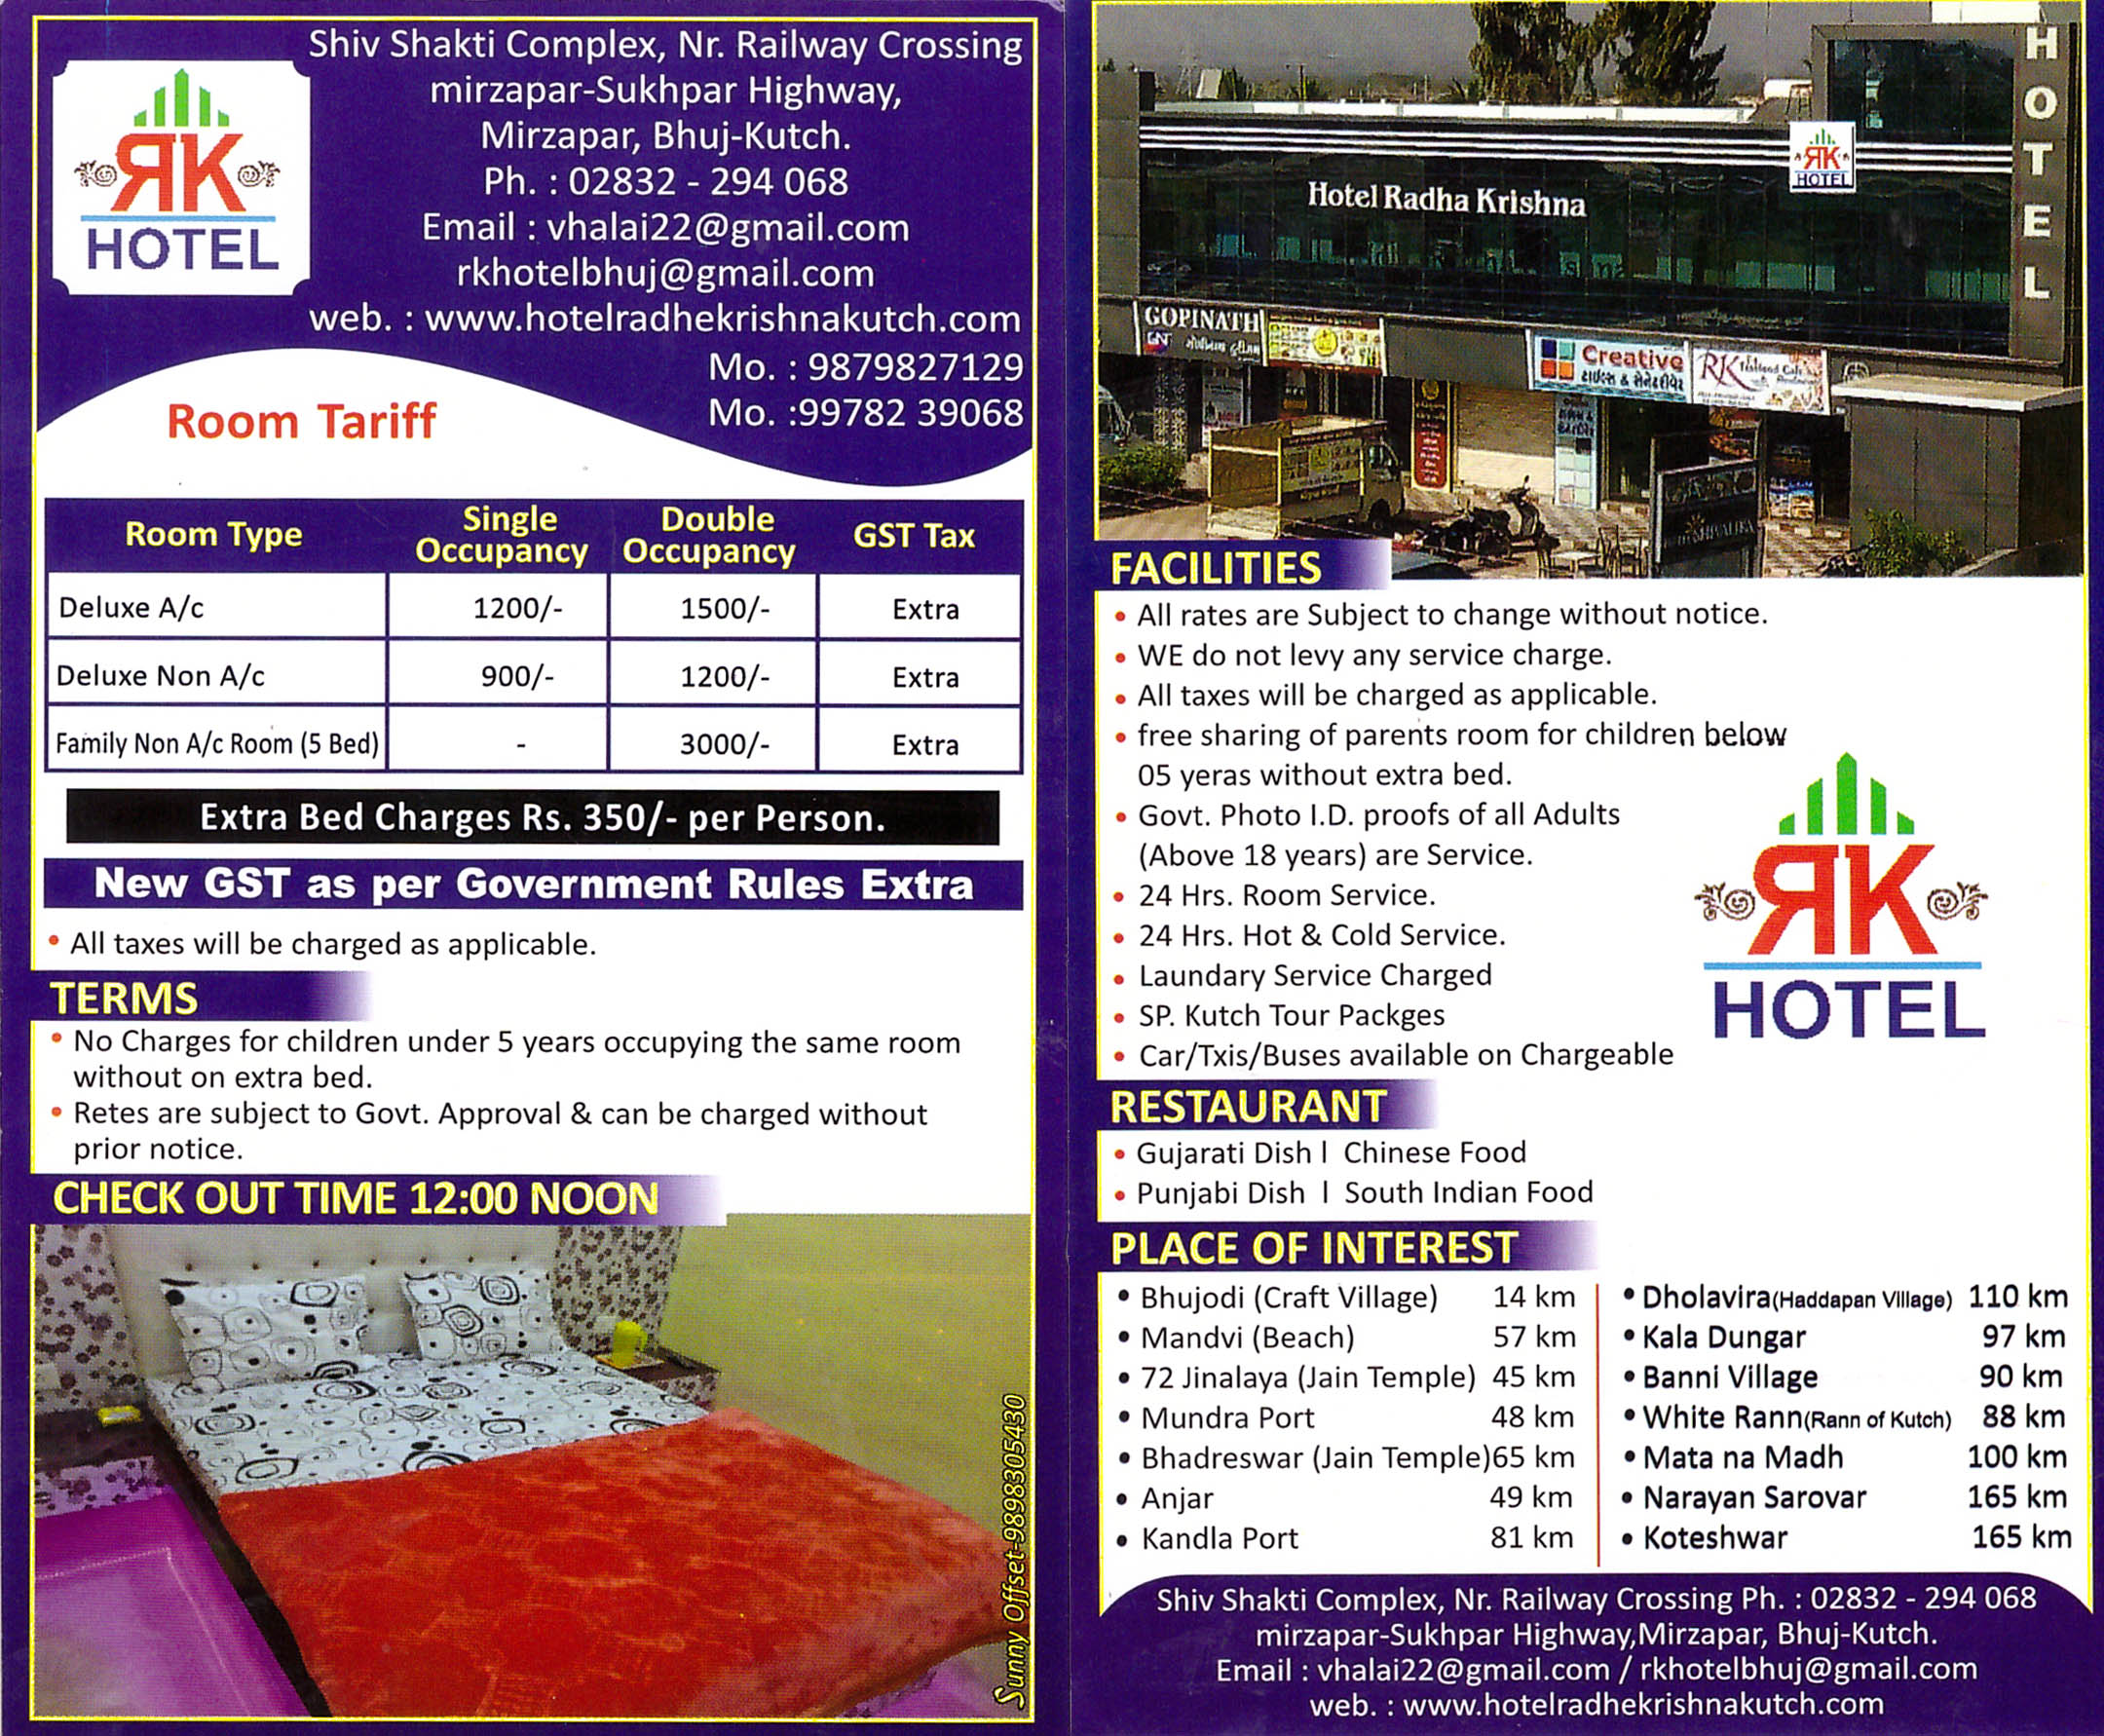 Shiv Shakti Complex, Nr. Railway Crossing
mirzapar-Sukhpar Highway,
Mirzapar, Bhuj-Kutch.
Ph. : 02832 - 294 068
Email : vhalai22@gmail.com
rkhotelbhuj@gmail.com
web. : www.hotelradhekrishnakutch.com
Mo. : 9879827129
Mo. :99782 39068
RK
HOTEL
Room Tariff
Room Type Single Occupancy Double Occupancy GST Tax
Deluxe A/c 1200/- 1500/- Extra
Deluxe Non A/c 900/- 1200/- Extra
Family Non A/c Room (5 Bed) - 3000/- Extra
Extra Bed Charges Rs. 350/- per Person.
New GST as per Government Rules Extra
• All taxes will be charged as applicable.
TERMS
• No Charges for children under 5 years occupying the same room
without on extra bed.
• Retes are subject to Govt. Approval & can be charged without
prior notice.
CHECK OUT TIME 12:00 NOON
Sunny Offset-9898305430
HOTEL
RK
HOTEL
Hotel Radha Krishna
GOPINATH
GN
Creative
RK
SHIVALIKA
FACILITIES
• All rates are Subject to change without notice.
• WE do not levy any service charge.
• All taxes will be charged as applicable.
• free sharing of parents room for children below
05 yeras without extra bed.
• Govt. Photo I.D. proofs of all Adults
(Above 18 years) are Service.
• 24 Hrs. Room Service.
• 24 Hrs. Hot & Cold Service.
• Laundary Service Charged
• SP. Kutch Tour Packges
• Car/Txis/Buses available on Chargeable
RK
HOTEL
RESTAURANT
• Gujarati Dish l Chinese Food
• Punjabi Dish l South Indian Food
PLACE OF INTEREST
• Bhujodi (Craft Village) 14 km
• Mandvi (Beach) 57 km
• 72 Jinalaya (Jain Temple) 45 km
• Mundra Port 48 km
• Bhadreswar (Jain Temple)65 km
• Anjar 49 km
• Kandla Port 81 km
• Dholavira(Haddapan Village) 110 km
• Kala Dungar 97 km
• Banni Village 90 km
• White Rann(Rann of Kutch) 88 km
• Mata na Madh 100 km
• Narayan Sarovar 165 km
• Koteshwar 165 km
Shiv Shakti Complex, Nr. Railway Crossing Ph. : 02832 - 294 068
mirzapar-Sukhpar Highway,Mirzapar, Bhuj-Kutch.
Email : vhalai22@gmail.com / rkhotelbhuj@gmail.com
web. : www.hotelradhekrishnakutch.com